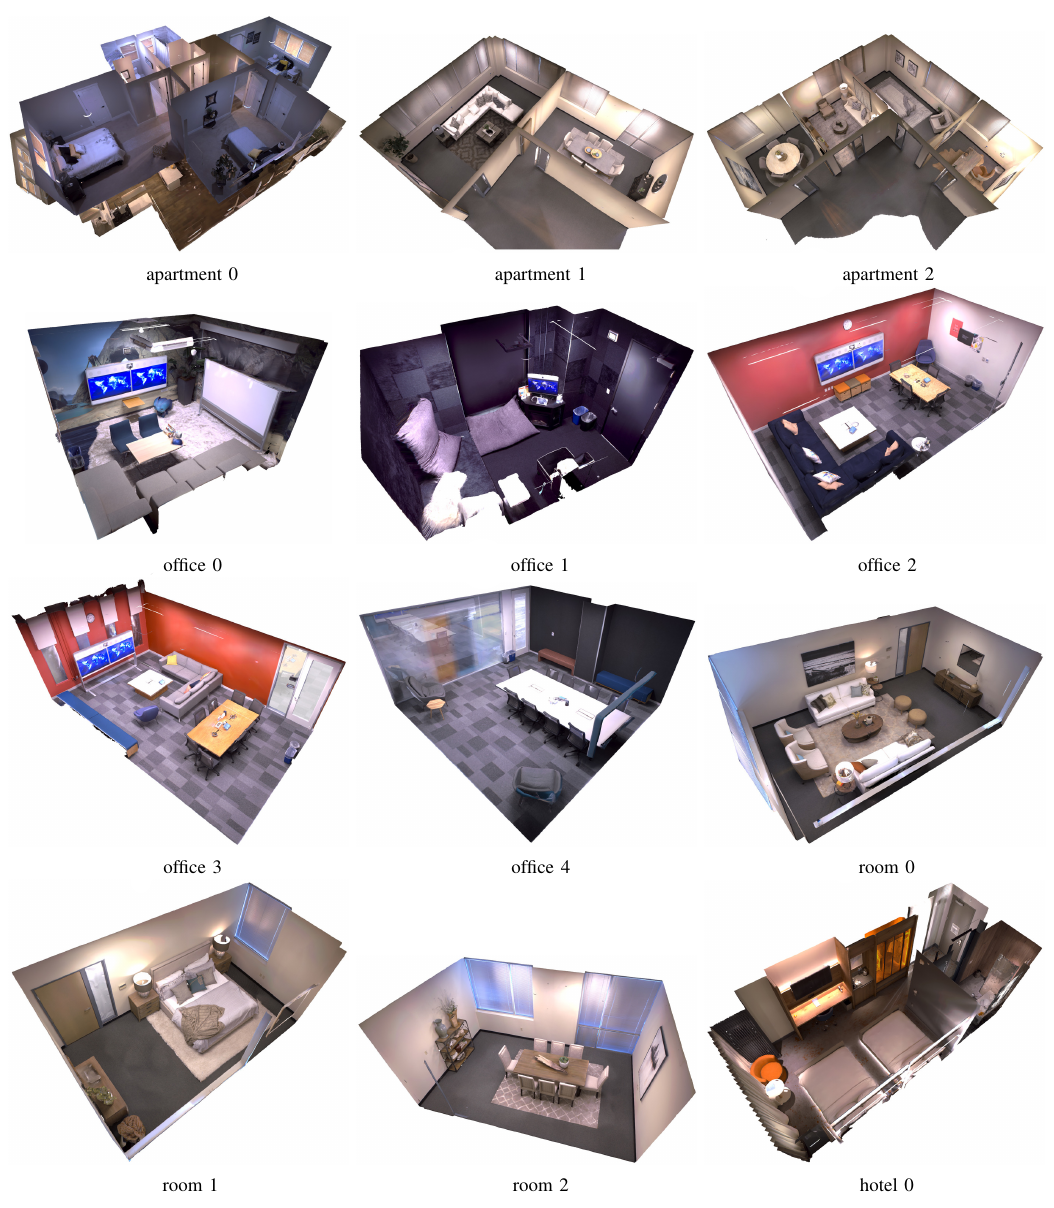 apartment 0
apartment 1
apartment 2
office 0
office 1
office 2
office 3
office 4
room 0
room 1
room 2
hotel 0